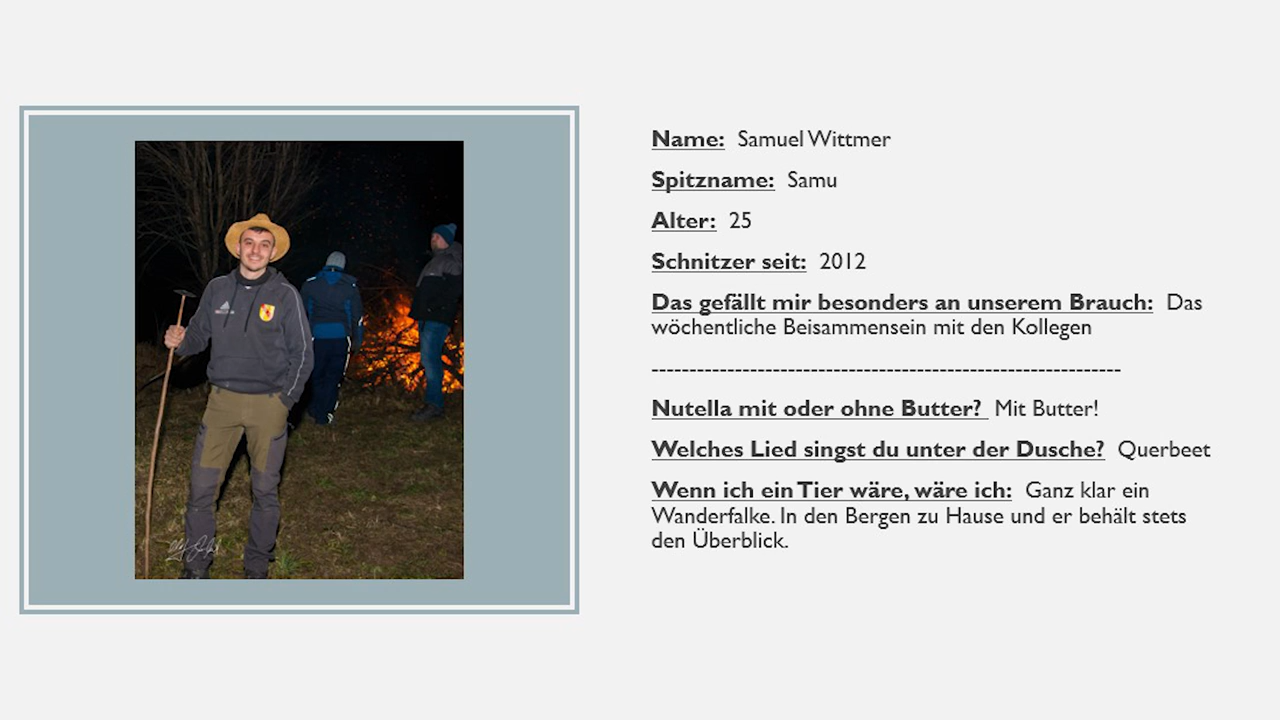 Name: Samuel Wittmer
Spitzname: Samu
Alter: 25
Schnitzer seit: 2012
Das gefällt mir besonders an unserem Brauch: Das
wöchentliche Beisammensein mit den Kollegen
--------------------------------------------------------------
Nutella mit oder ohne Butter? Mit Butter!
Welches Lied singst du unter der Dusche? Querbeet
Wenn ich ein Tier wäre, wäre ich: Ganz klar ein
Wanderfalke. In den Bergen zu Hause und er behält stets
den Überblick.